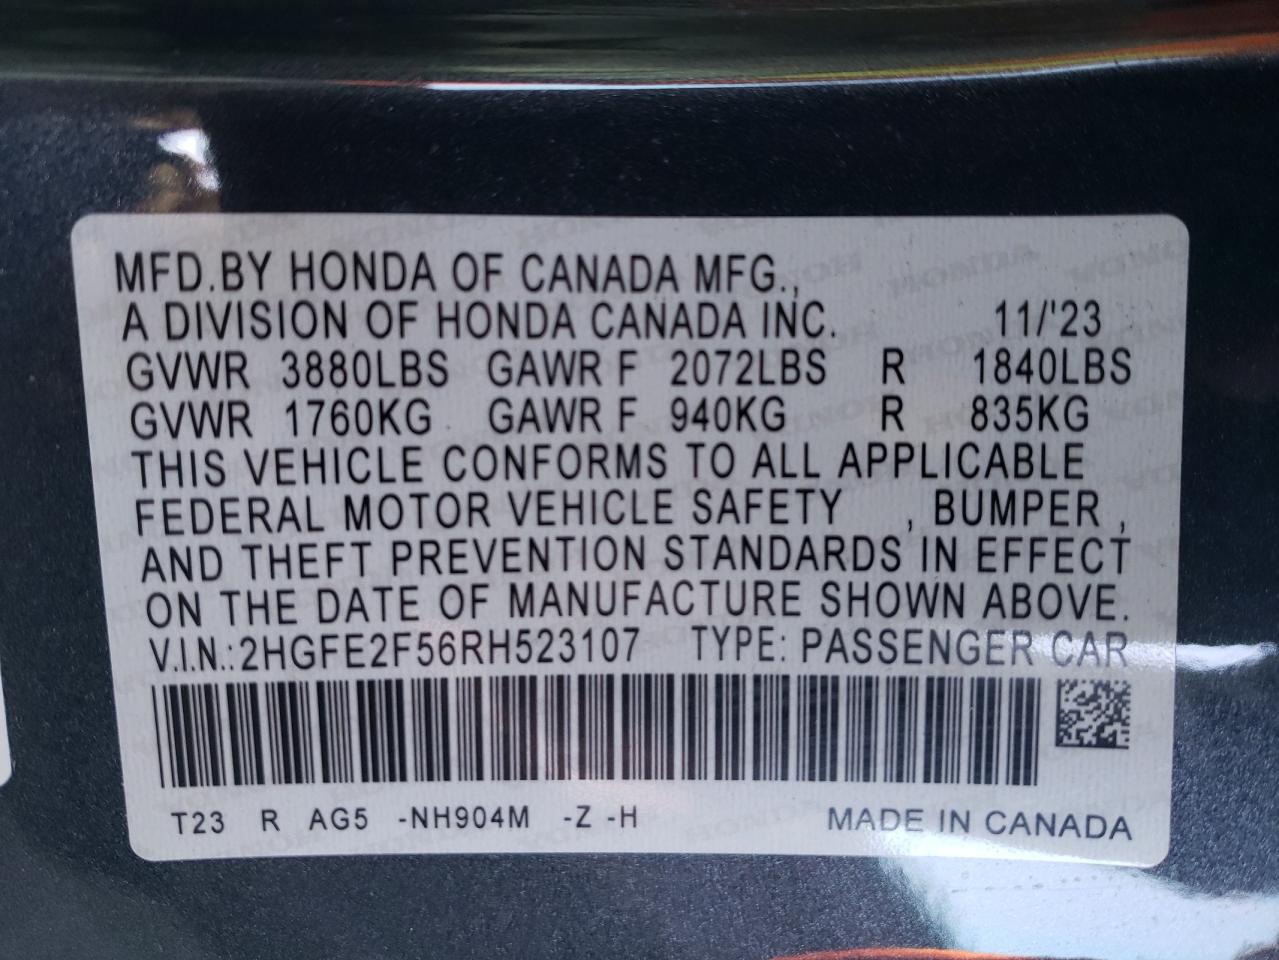 MFD.BY HONDA OF CANADA MFG.,
A DIVISION OF HONDA CANADA INC. 11/'23
GVWR 3880LBS GAWR F 2072LBS R 1840LBS
GVWR 1760KG GAWR F 940KG R 835KG
THIS VEHICLE CONFORMS TO ALL APPLICABLE
FEDERAL MOTOR VEHICLE SAFETY , BUMPER ,
AND THEFT PREVENTION STANDARDS IN EFFECT
ON THE DATE OF MANUFACTURE SHOWN ABOVE.
V.I.N.:2HGFE2F56RH523107 TYPE: PASSENGER CAR
T23 R AG5 -NH904M -Z -H MADE IN CANADA